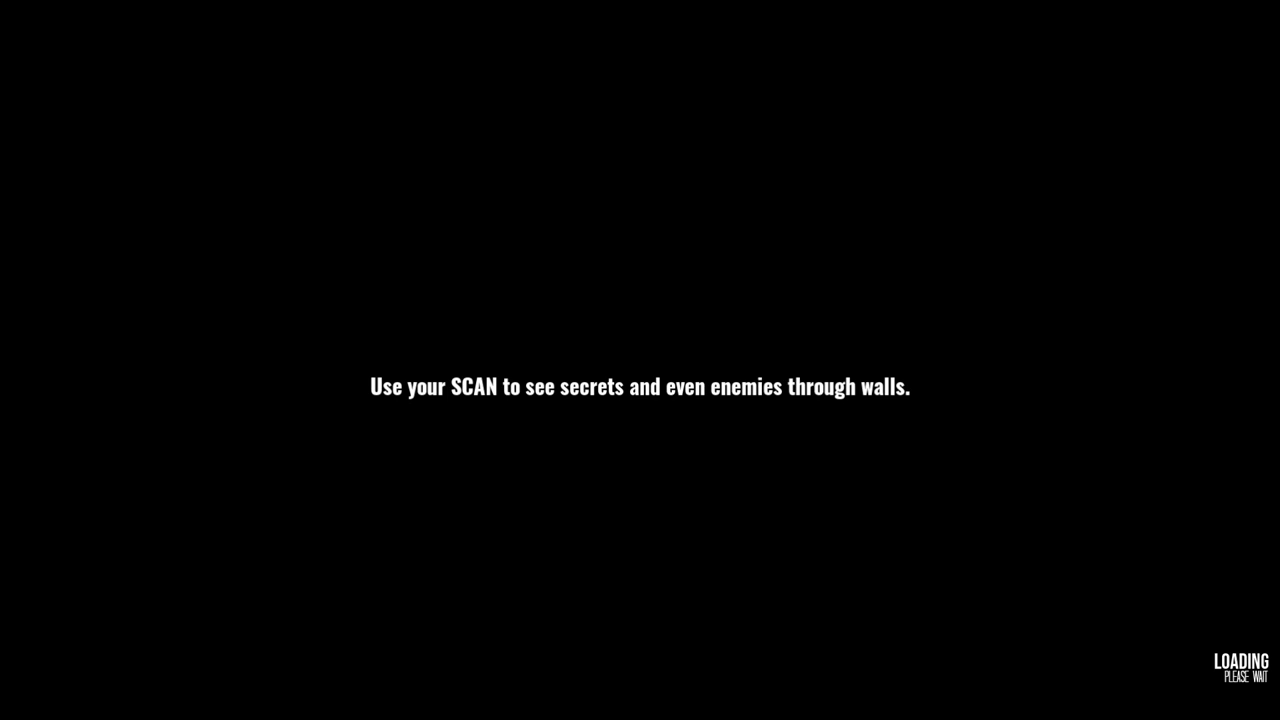 Use your SCAN to see secrets and even enemies through walls.
LOADING
PLEASE WAIT